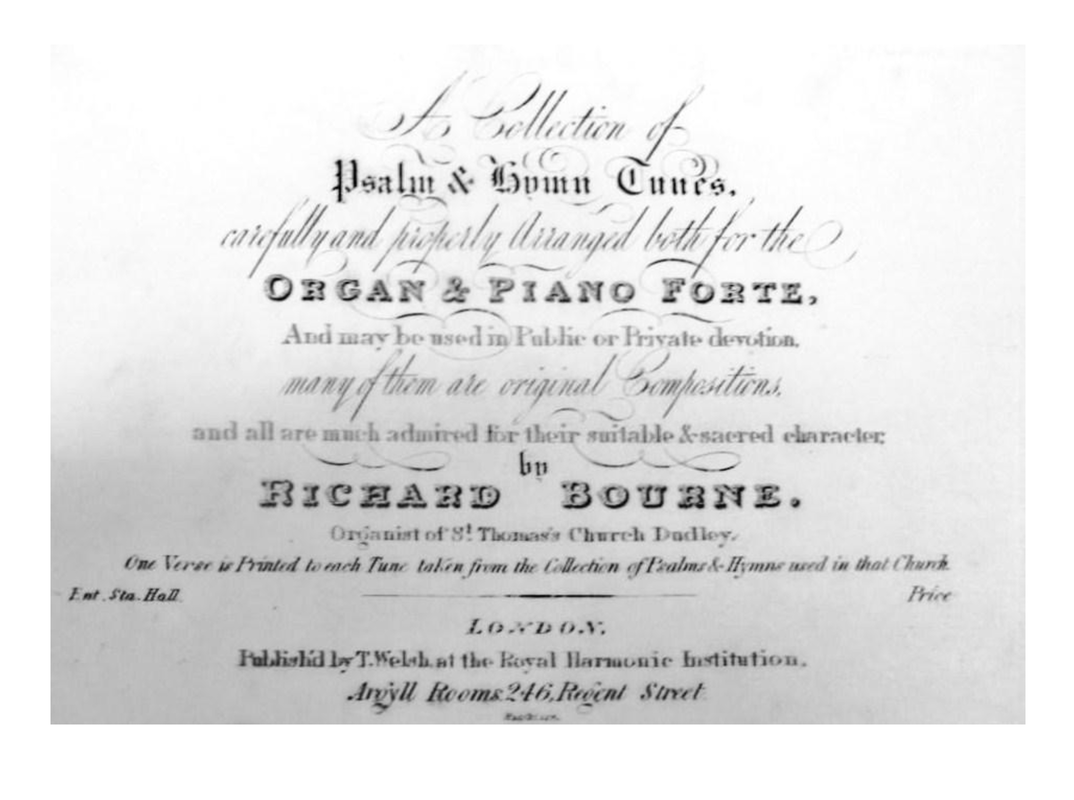 A Collection of
Psalm & Hymn Tunes,
carefully and properly Arranged both for the
ORGAN & PIANO FORTE,
And may be used in Public or Private devotion,
many of them are original Compositions,
and all are much admired for their suitable & sacred character;
by
RICHARD BOURNE.
Organist of St. Thomas's Church Dudley.
One Verse is Printed to each Tune taken from the Collection of Psalms & Hymns used in that Church.
Ent. Sta. Hall. Price
LONDON.
Publish'd by T. Welsh, at the Royal Harmonic Institution,
Argyll Rooms, 246, Regent Street